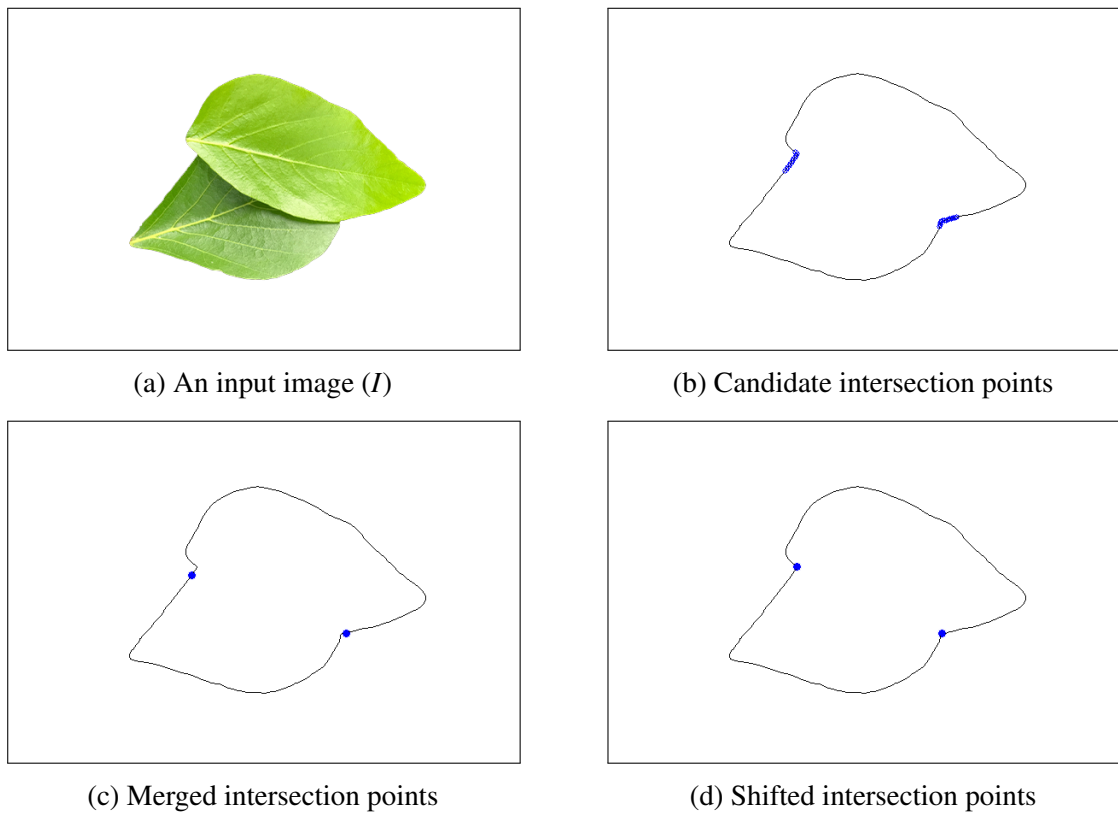 (a) An input image (I)
(b) Candidate intersection points
(c) Merged intersection points
(d) Shifted intersection points